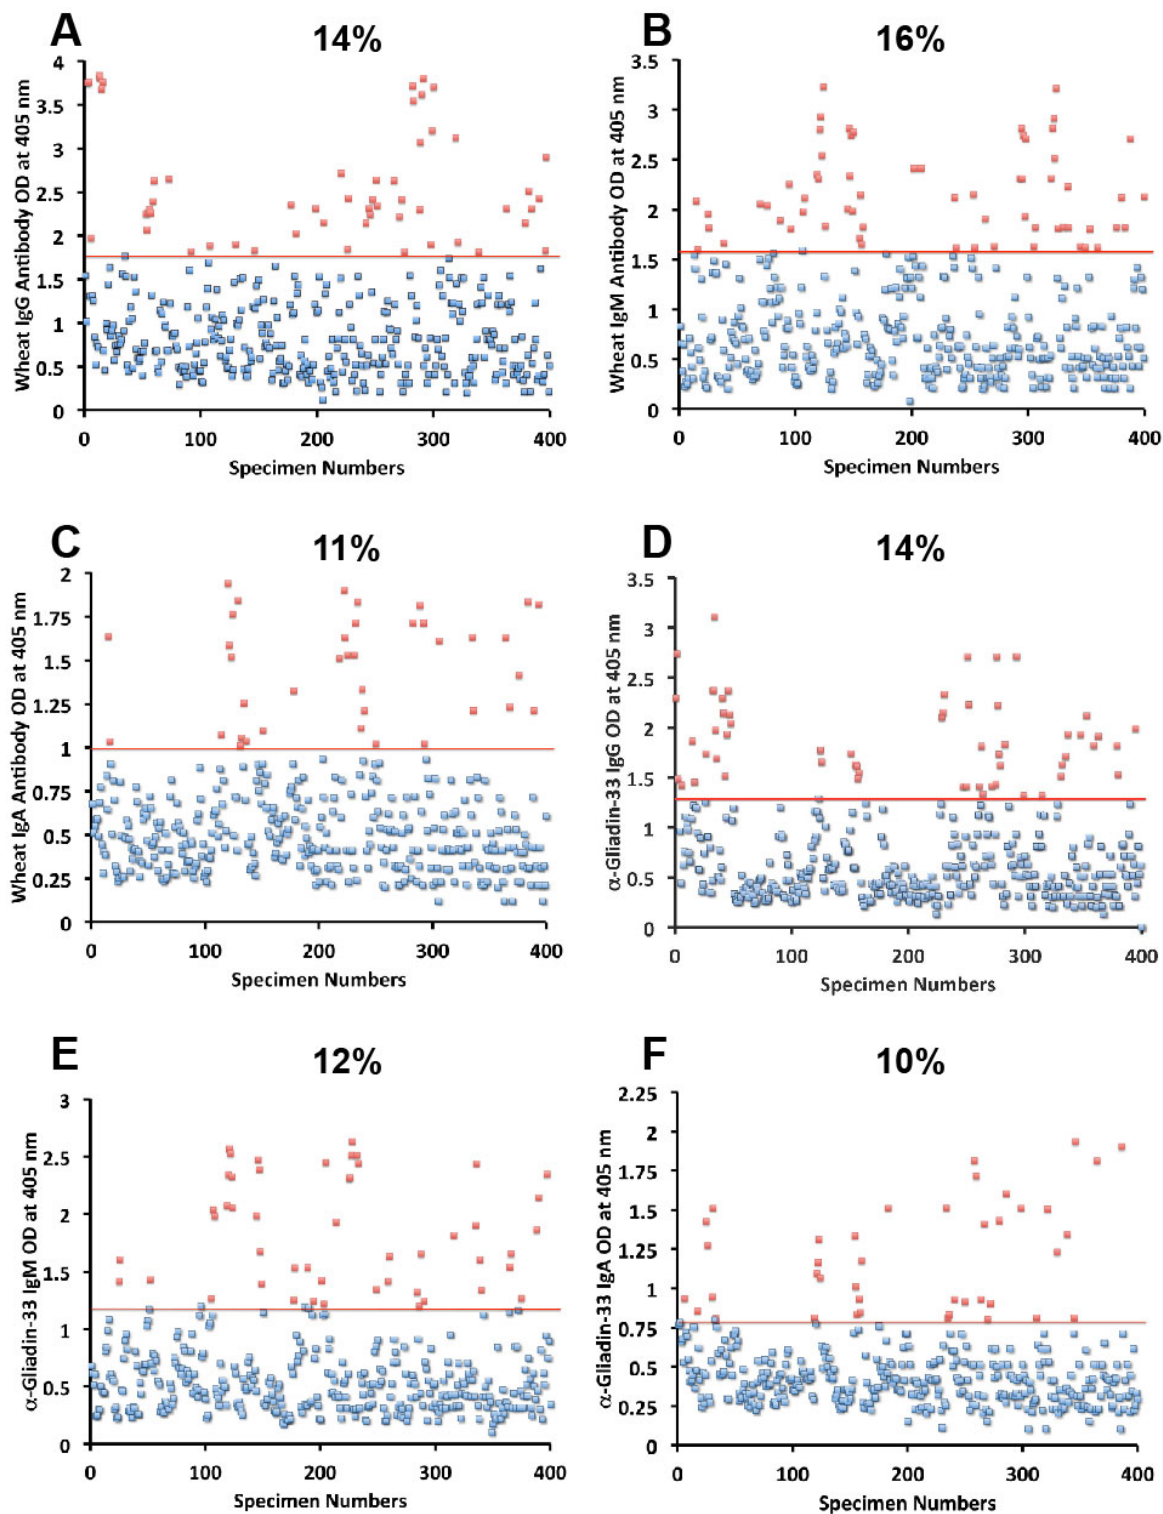 A
14%
Wheat IgG Antibody OD at 405 nm
4
3.5
3
2.5
2
1.5
1
0.5
0
0 100 200 300 400
Specimen Numbers
B
16%
Wheat IgM Antibody OD at 405 nm
3.5
3
2.5
2
1.5
1
0.5
0
0 100 200 300 400
Specimen Numbers
C
11%
Wheat IgA Antibody OD at 405 nm
2
1.75
1.5
1.25
1
0.75
0.5
0.25
0
0 100 200 300 400
Specimen Numbers
D
14%
α-Gliadin-33 IgG OD at 405 nm
3.5
3
2.5
2
1.5
1
0.5
0
0 100 200 300 400
Specimen Numbers
E
12%
α-Gliadin-33 IgM OD at 405 nm
3
2.5
2
1.5
1
0.5
0
0 100 200 300 400
Specimen Numbers
F
10%
α-Gliadin-33 IgA OD at 405 nm
2.25
2
1.75
1.5
1.25
1
0.75
0.5
0.25
0
0 100 200 300 400
Specimen Numbers